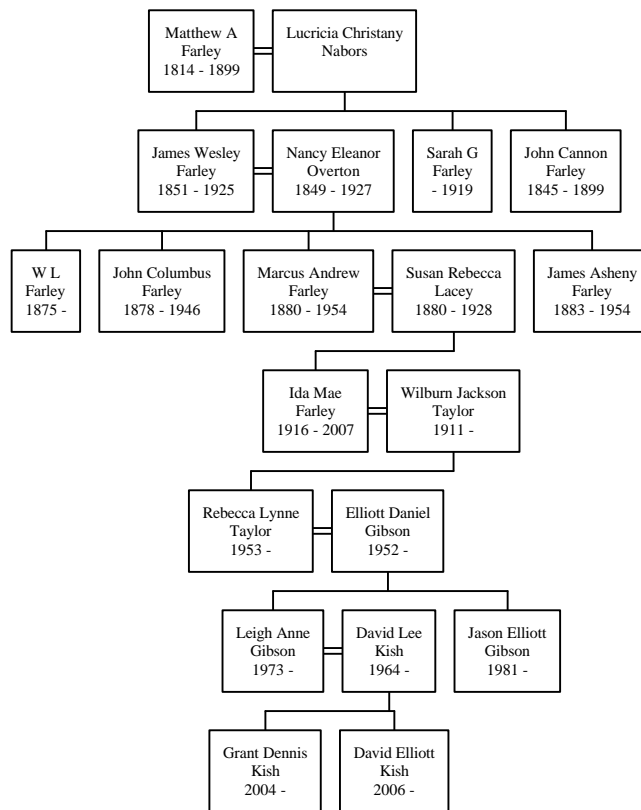 Matthew A
Farley
1814 - 1899
Lucricia Christany
Nabors
James Wesley
Farley
1851 - 1925
Nancy Eleanor
Overton
1849 - 1927
Sarah G
Farley
- 1919
John Cannon
Farley
1845 - 1899
W L
Farley
1875 -
John Columbus
Farley
1878 - 1946
Marcus Andrew
Farley
1880 - 1954
Susan Rebecca
Lacey
1880 - 1928
James Asheny
Farley
1883 - 1954
Ida Mae
Farley
1916 - 2007
Wilburn Jackson
Taylor
1911 -
Rebecca Lynne
Taylor
1953 -
Elliott Daniel
Gibson
1952 -
Leigh Anne
Gibson
1973 -
David Lee
Kish
1964 -
Jason Elliott
Gibson
1981 -
Grant Dennis
Kish
2004 -
David Elliott
Kish
2006 -